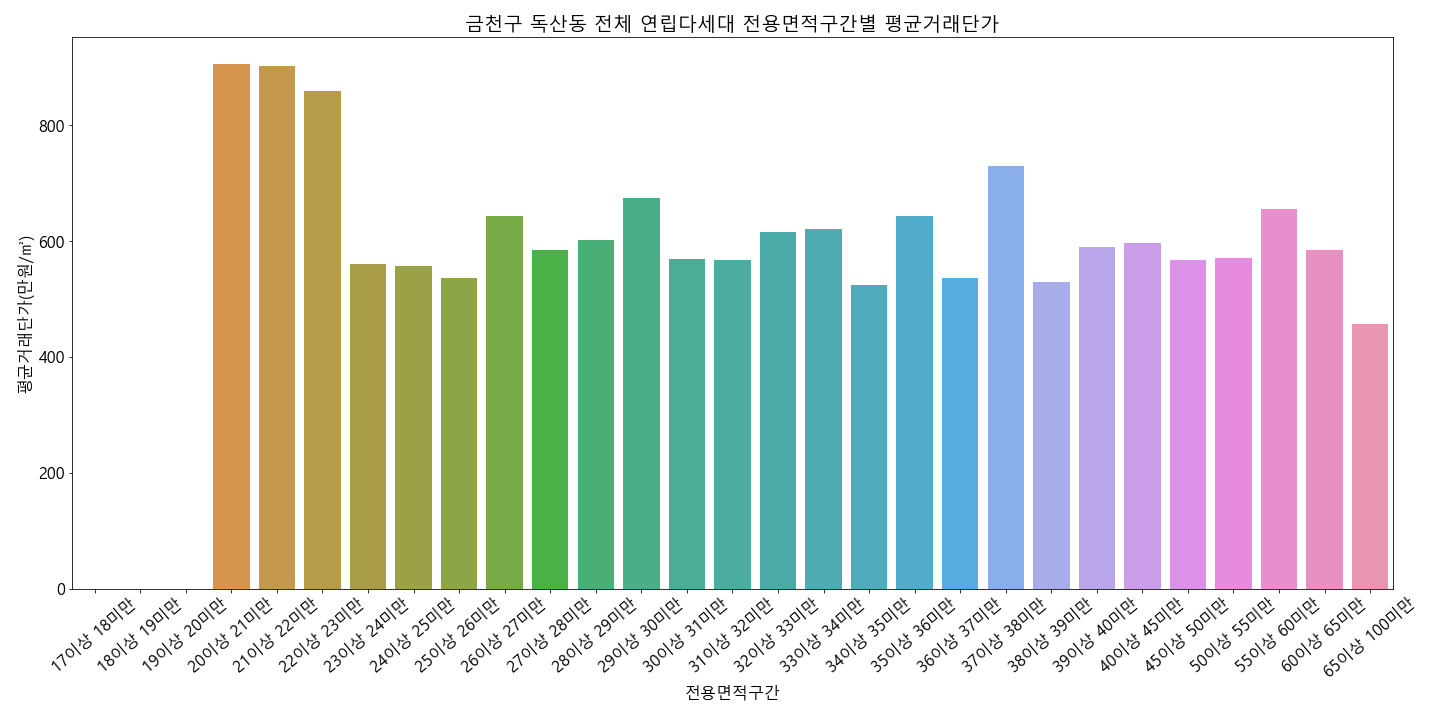 금천구 독산동 전체 연립다세대 전용면적구간별 평균거래단가
평균거래단가(만원/㎡)
800
600
400
200
0
17이상 18미만
18이상 19미만
19이상 20미만
20이상 21미만
21이상 22미만
22이상 23미만
23이상 24미만
24이상 25미만
25이상 26미만
26이상 27미만
27이상 28미만
28이상 29미만
29이상 30미만
30이상 31미만
31이상 32미만
32이상 33미만
33이상 34미만
34이상 35미만
35이상 36미만
36이상 37미만
37이상 38미만
38이상 39미만
39이상 40미만
40이상 45미만
45이상 50미만
50이상 55미만
55이상 60미만
60이상 65미만
65이상 100미만
전용면적구간